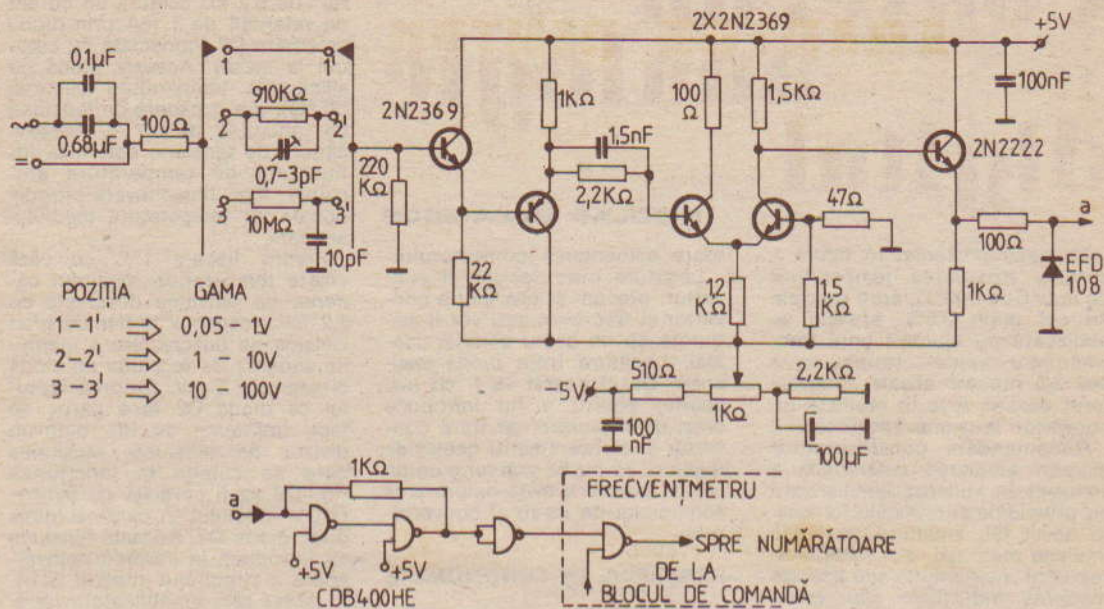 2X2N2369
+5V
0,1µF
1
1'
910KΩ
2
2'
0,68µF
100Ω
0,7-3pF
3
3'
10MΩ
10pF
2N2369
220
KΩ
22
KΩ
1KΩ
1,5nF
2,2KΩ
100
Ω
1,5KΩ
47Ω
12
KΩ
1,5
KΩ
100nF
2N2222
100Ω
a
1KΩ
EFD
108
POZIȚIA GAMA
1-1' 0,05 - 1V
2-2' 1 - 10V
3-3' 10 - 100V
-5V
510Ω
1KΩ
2,2KΩ
100
nF
100µF
a
1KΩ
+5V
+5V
CDB400HE
FRECVENȚMETRU
SPRE NUMĂRĂTOARE
DE LA
BLOCUL DE COMANDĂ